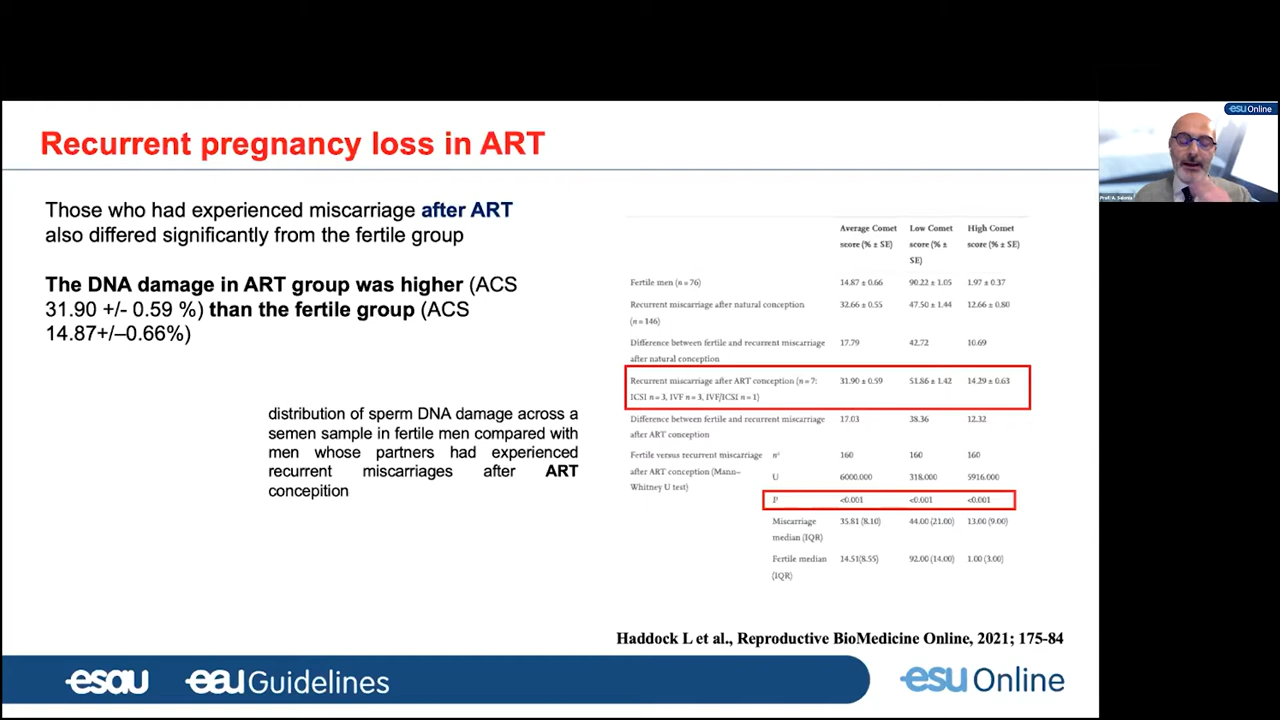 esu Online
Recurrent pregnancy loss in ART
Prof. A. Salonia
Those who had experienced miscarriage after ART
also differed significantly from the fertile group
The DNA damage in ART group was higher (ACS
31.90 +/- 0.59 %) than the fertile group (ACS
14.87+/–0.66%)
distribution of sperm DNA damage across a
semen sample in fertile men compared with
men whose partners had experienced
recurrent miscarriages after ART
concepition
Average Comet Low Comet High Comet
score (% ± SE) score (% ± score (% ± SE)
SE)
Fertile men (n = 76) 14.87 ± 0.66 90.22 ± 1.05 1.97 ± 0.37
Recurrent miscarriage after natural conception 32.66 ± 0.55 47.50 ± 1.44 12.66 ± 0.80
(n = 146)
Difference between fertile and recurrent miscarriage 17.79 42.72 10.69
after natural conception
Recurrent miscarriage after ART conception (n = 7: 31.90 ± 0.59 51.86 ± 1.42 14.29 ± 0.63
ICSI n = 3, IVF n = 3, IVF/ICSI n = 1)
Difference between fertile and recurrent miscarriage 17.03 38.36 12.32
after ART conception
Fertile versus recurrent miscarriage nᵃ 160 160 160
after ART conception (Mann–
Whitney U test)
U 6000.000 318.000 5916.000
P <0.001 <0.001 <0.001
Miscarriage 35.81 (8.10) 44.00 (21.00) 13.00 (9.00)
median (IQR)
Fertile median 14.51(8.55) 92.00 (14.00) 1.00 (3.00)
(IQR)
Haddock L et al., Reproductive BioMedicine Online, 2021; 175-84
esau eau Guidelines esu Online